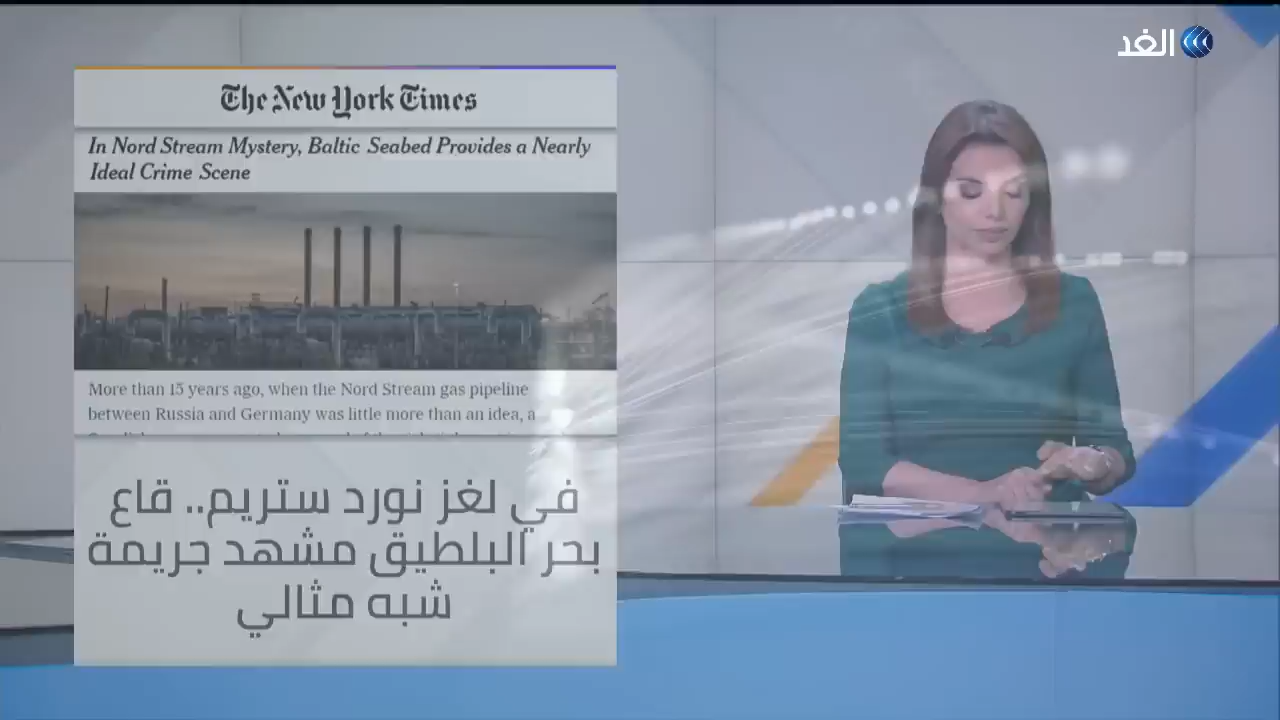 الغد
The New York Times
In Nord Stream Mystery, Baltic Seabed Provides a Nearly
Ideal Crime Scene
More than 15 years ago, when the Nord Stream gas pipeline
between Russia and Germany was little more than an idea, a
في لغز نورد ستريم.. قاع
بحر البلطيق مشهد جريمة
شبه مثالي